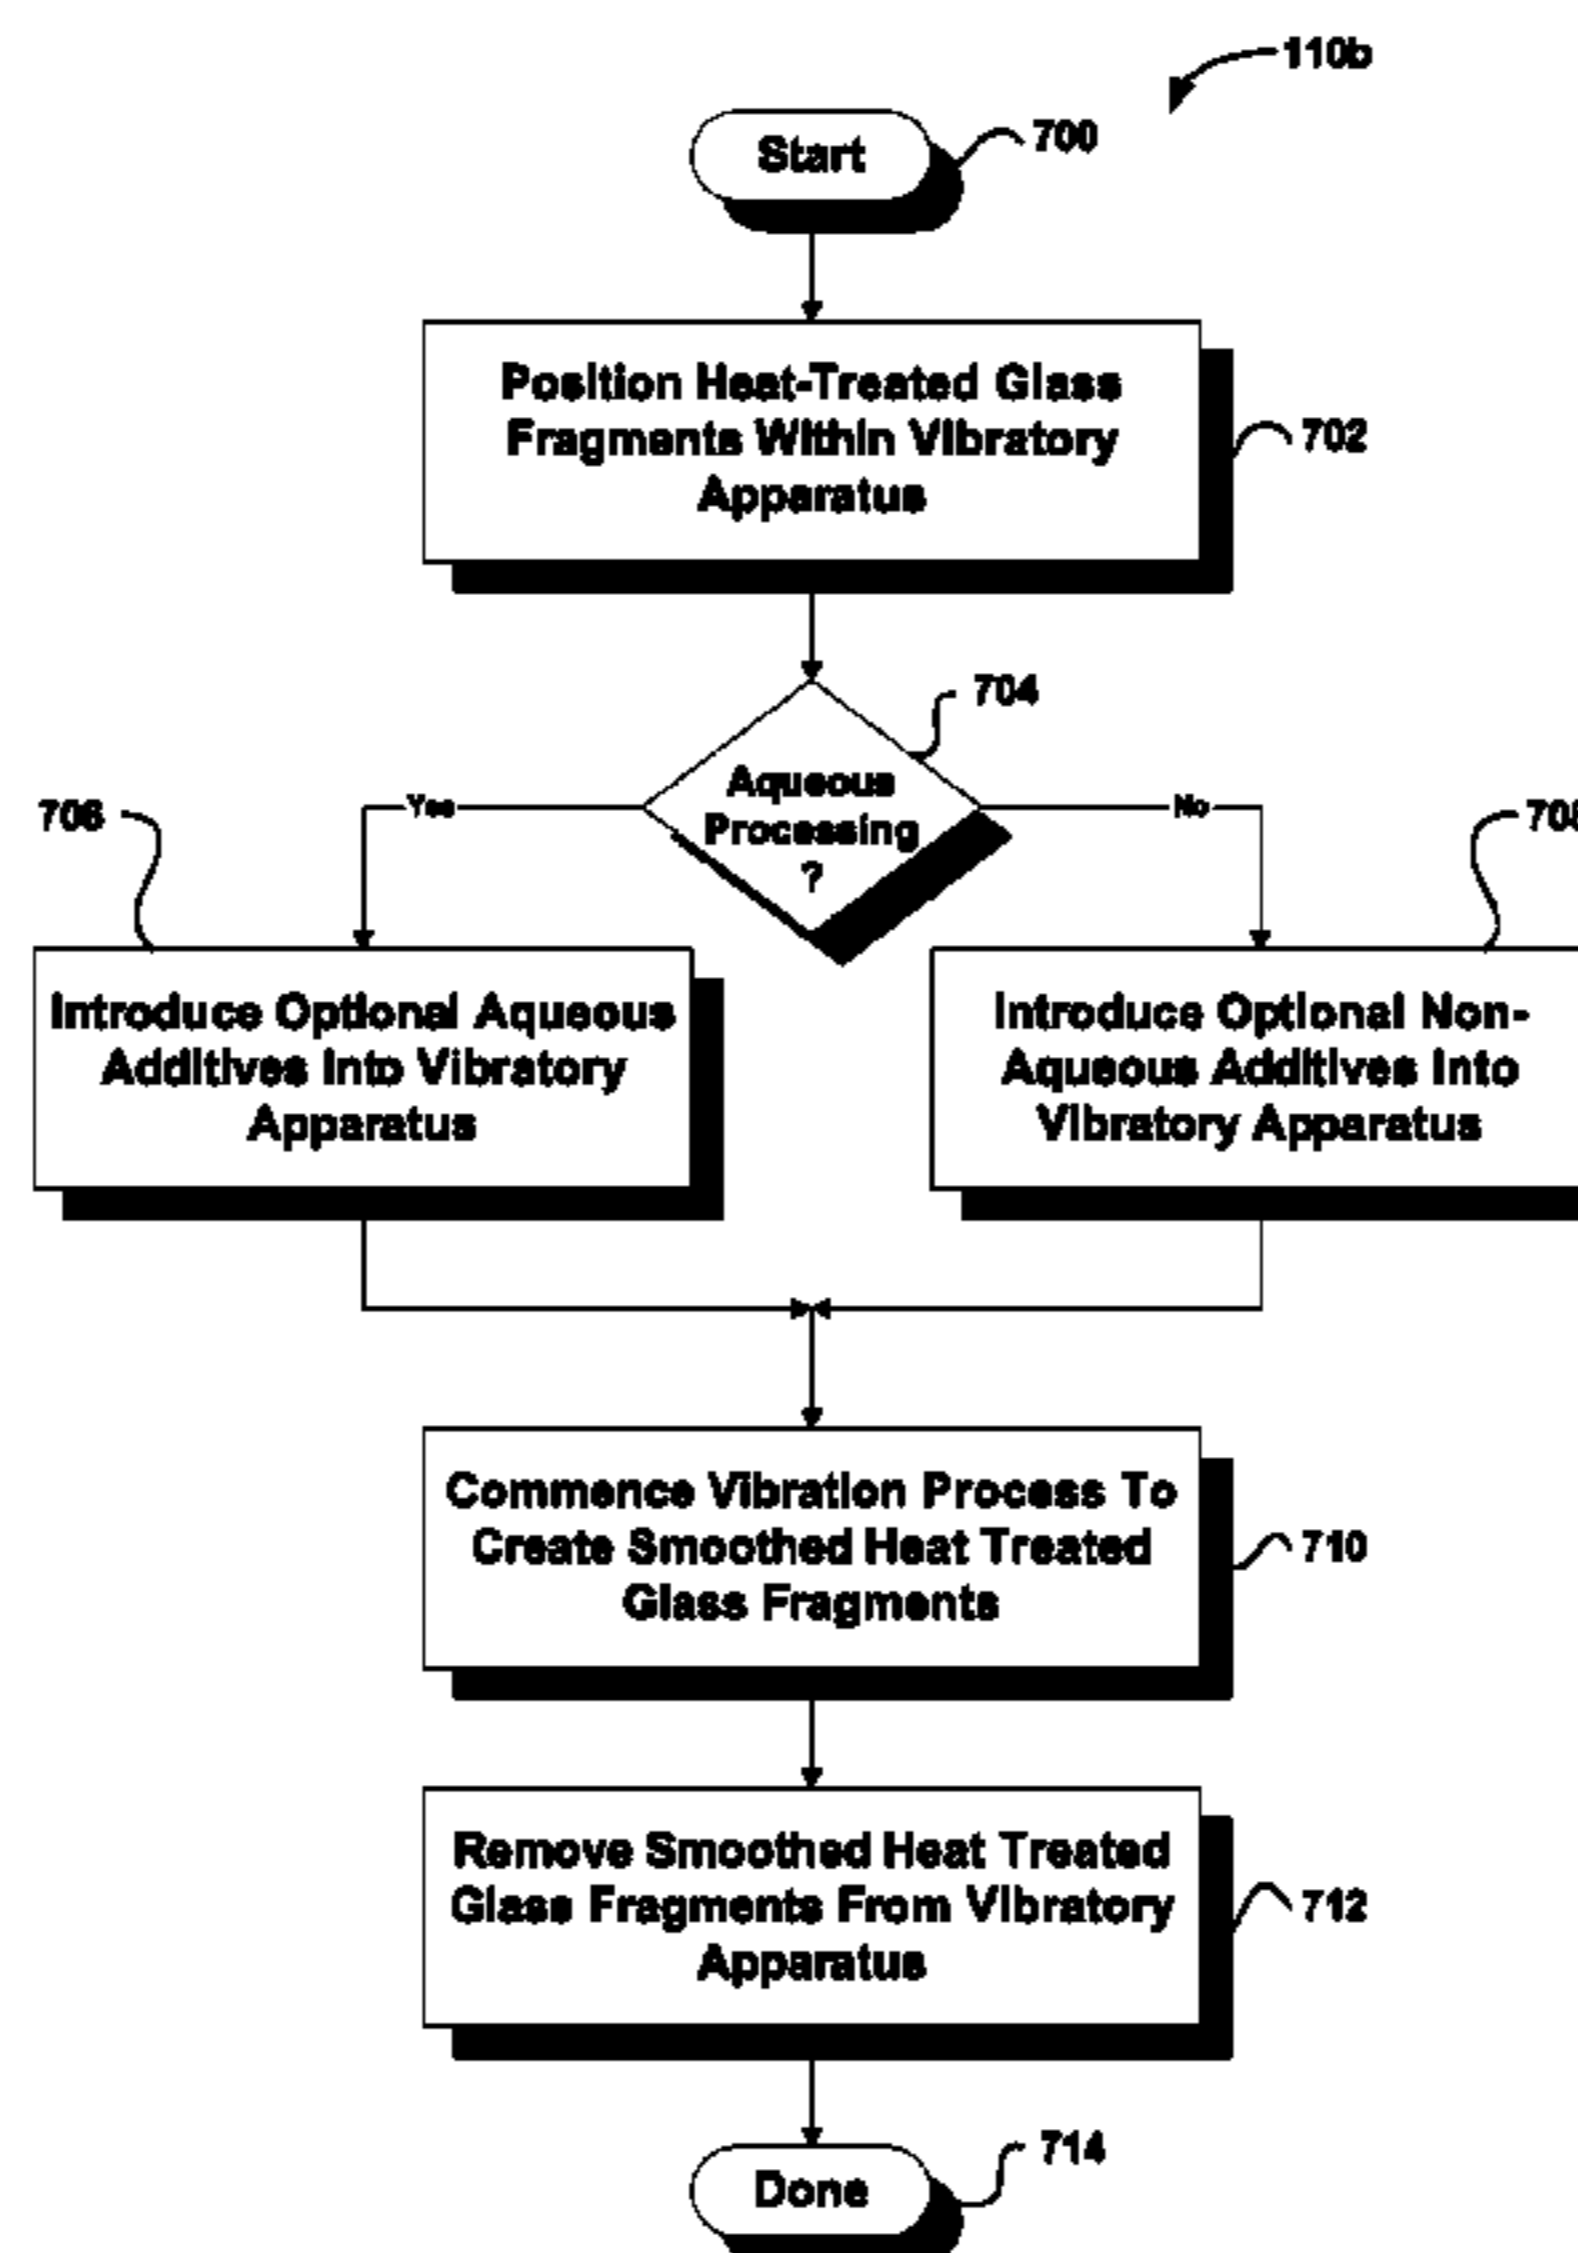 110b
Start
700
Position Heat-Treated Glass
Fragments Within Vibratory
Apparatus
702
704
Aqueous
Processing
?
Yes
No
706
708
Introduce Optional Aqueous
Additives Into Vibratory
Apparatus
Introduce Optional Non-
Aqueous Additives Into
Vibratory Apparatus
Commence Vibration Process To
Create Smoothed Heat Treated
Glass Fragments
710
Remove Smoothed Heat Treated
Glass Fragments From Vibratory
Apparatus
712
714
Done